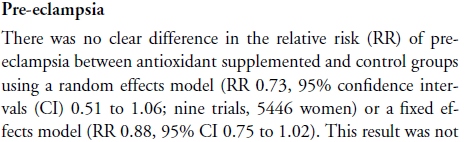 Pre-eclampsia
There was no clear difference in the relative risk (RR) of pre-
eclampsia between antioxidant supplemented and control groups
using a random effects model (RR 0.73, 95% confidence inter-
vals (CI) 0.51 to 1.06; nine trials, 5446 women) or a fixed ef-
fects model (RR 0.88, 95% CI 0.75 to 1.02). This result was not